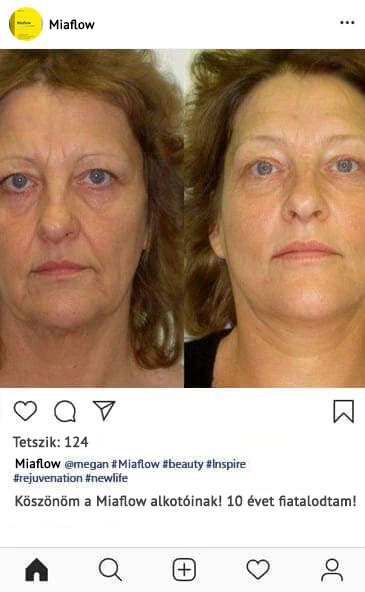 Miaflow
Tetszik: 124
Miaflow @megan #Miaflow #beauty #Inspire
#rejuvenation #newlife
Köszönöm a Miaflow alkotóinak! 10 évet fiatalodtam!